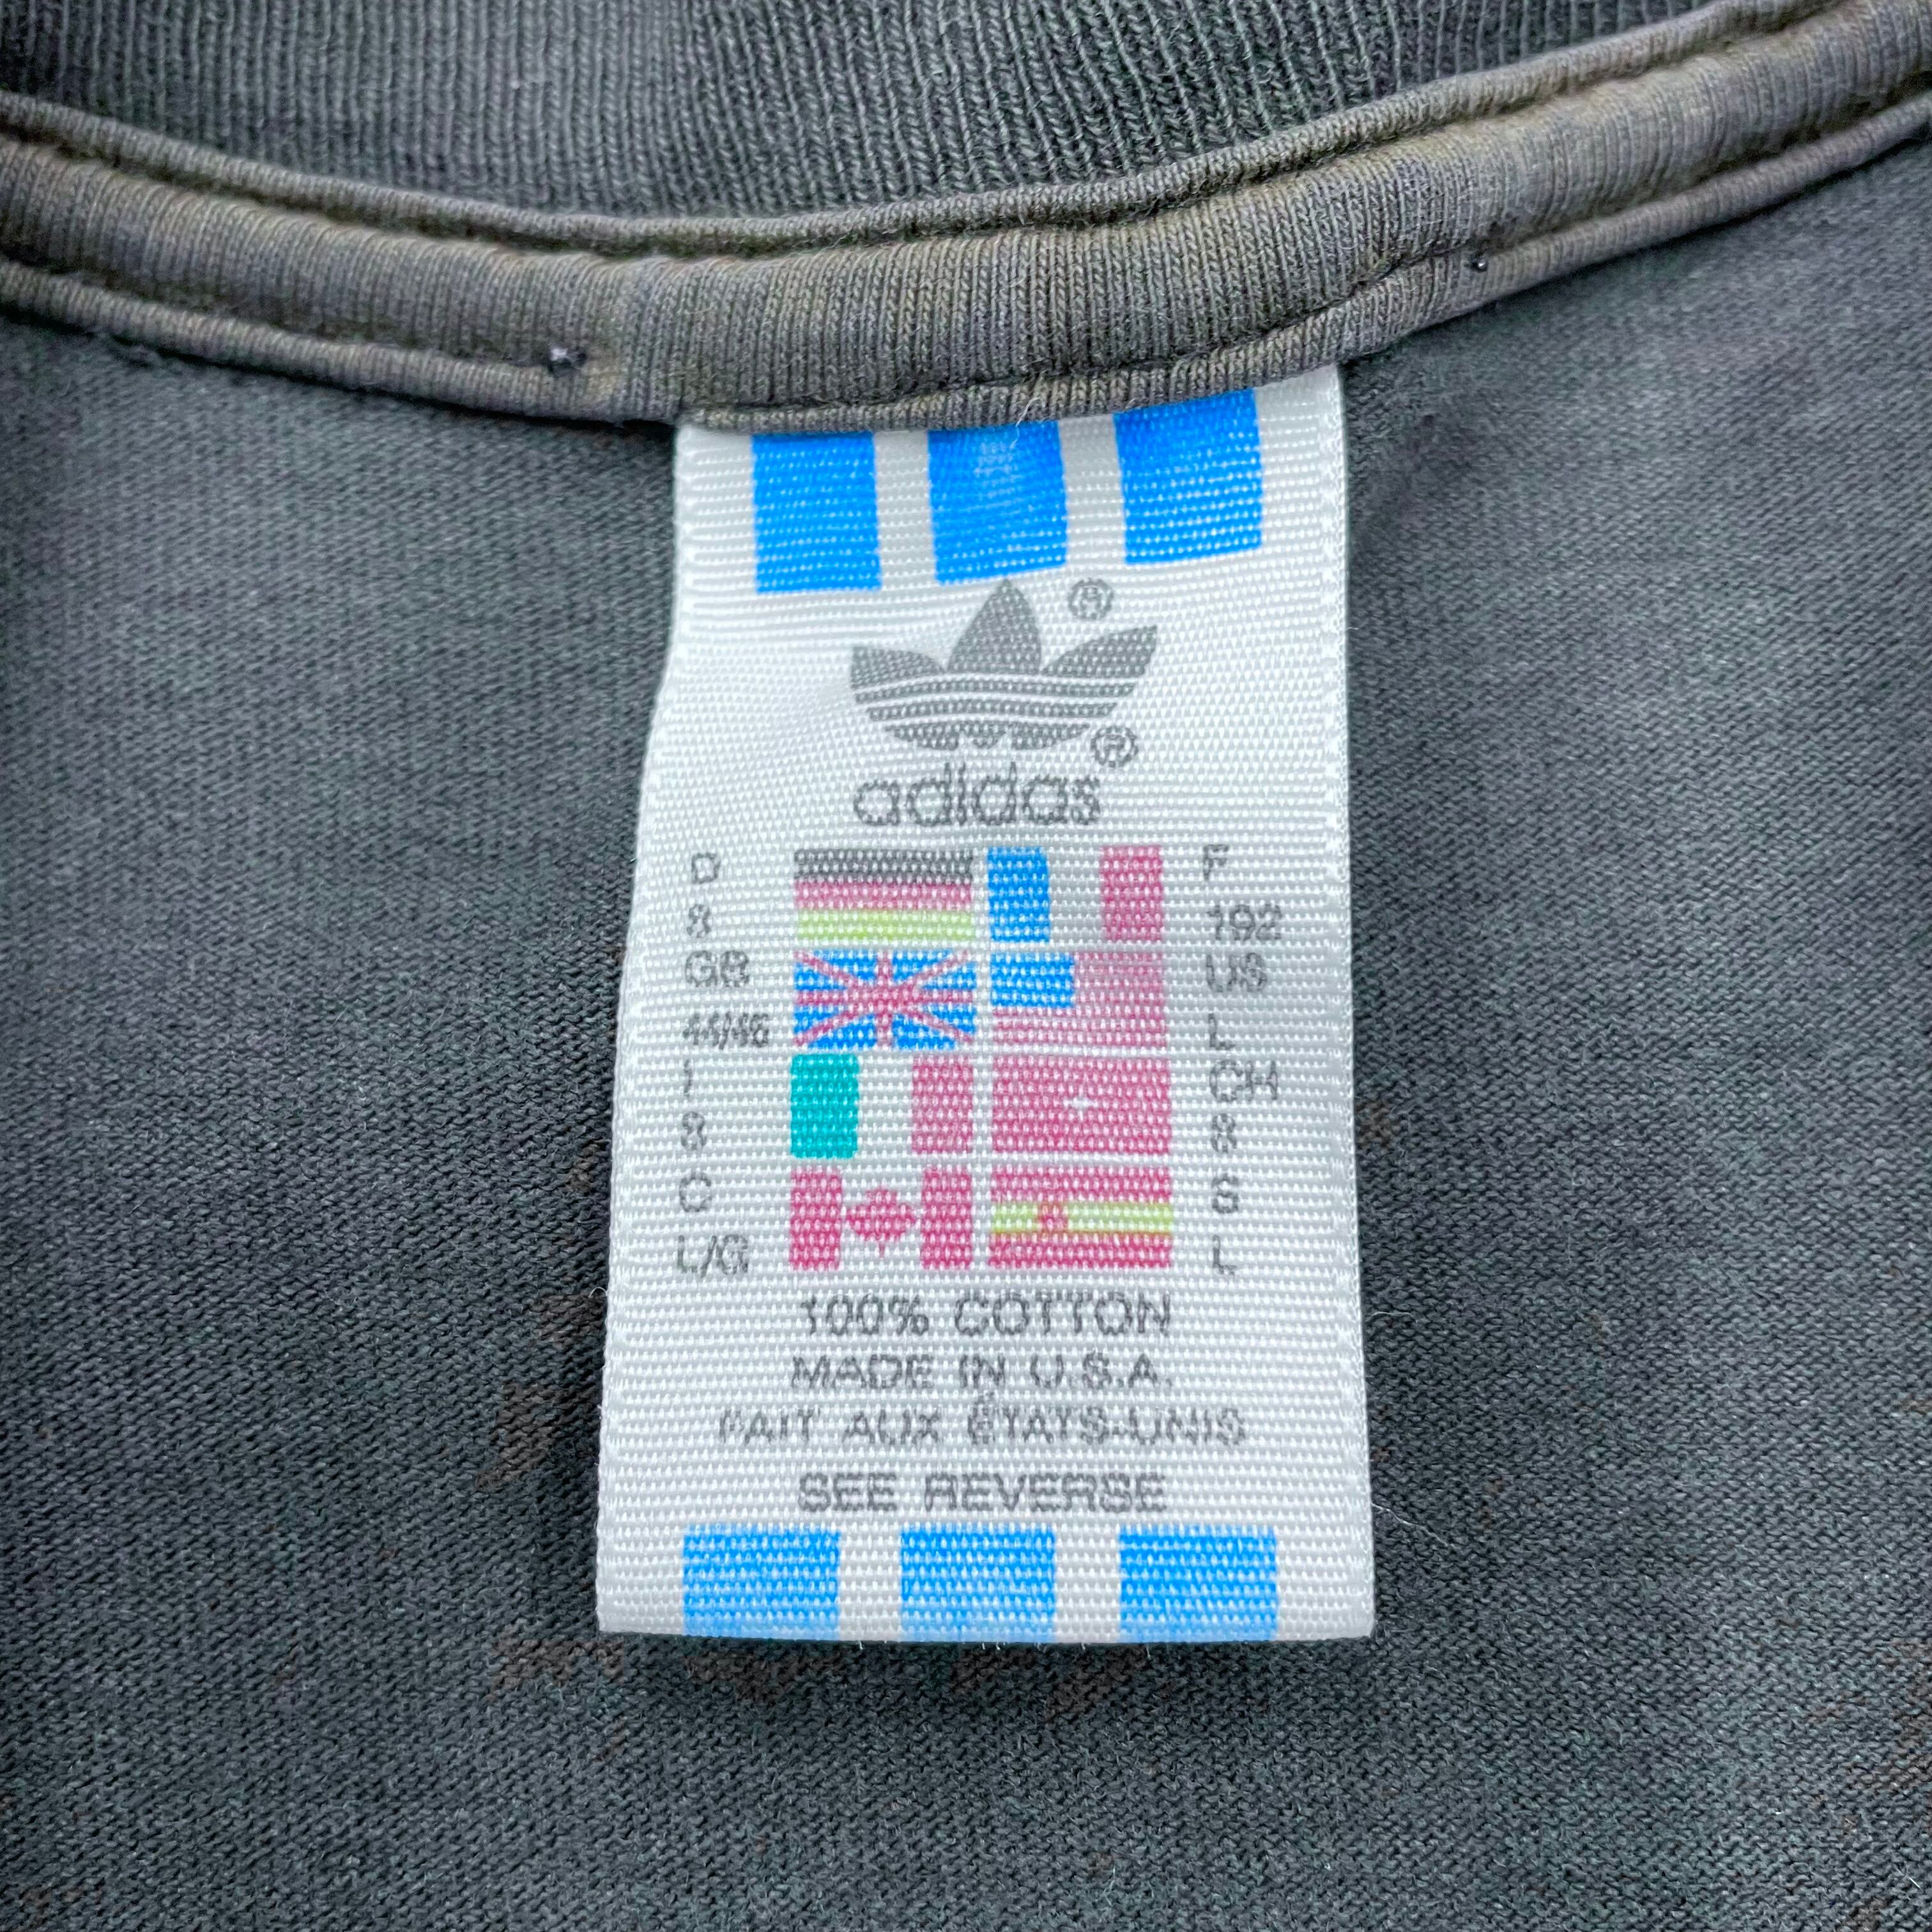 ®
®
adidas
D F
8 192
GB US
44/46 L
I CH
8 8
C S
L/G L
100% COTTON
MADE IN U.S.A.
FAIT AUX ÉTATS-UNIS
SEE REVERSE